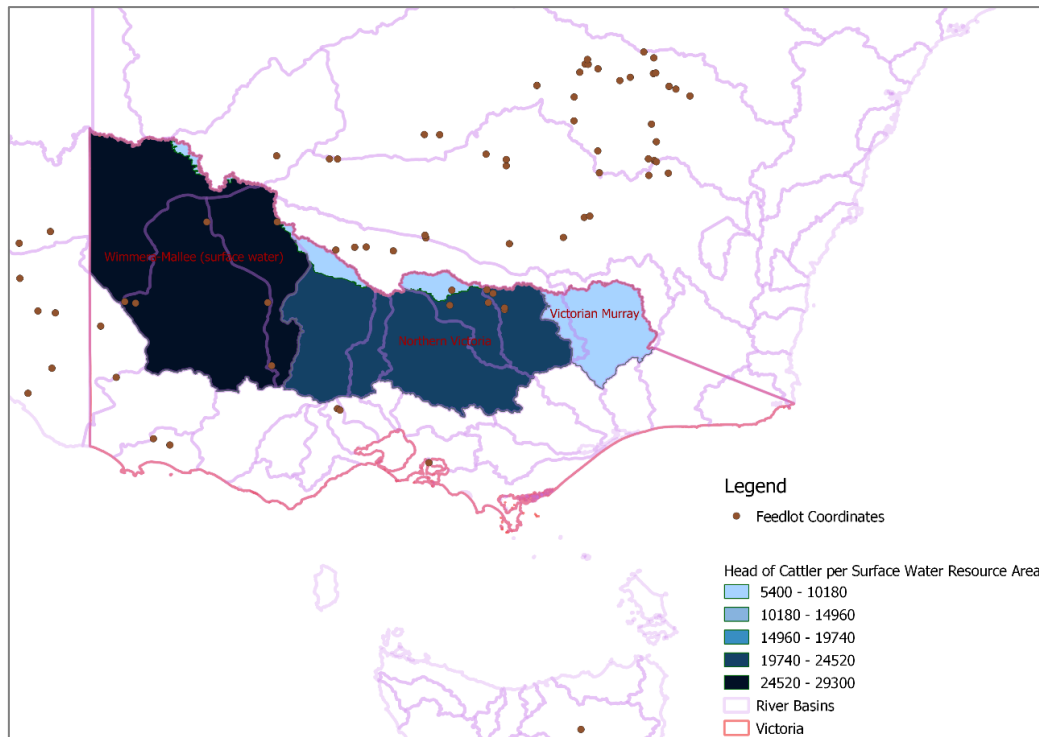 Wimmera-Mallee (surface water)
Victorian Murray
Northern Victoria
Legend
Feedlot Coordinates
Head of Cattler per Surface Water Resource Area
5400 - 10180
10180 - 14960
14960 - 19740
19740 - 24520
24520 - 29300
River Basins
Victoria